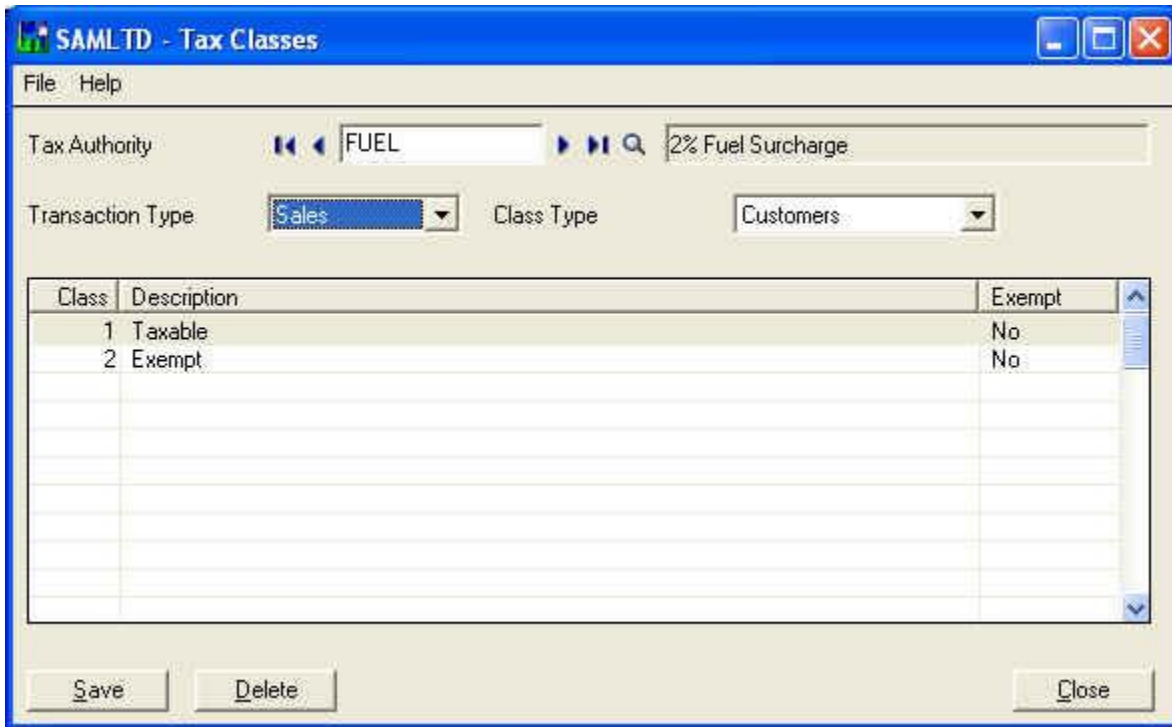 SAMLTD - Tax Classes
File Help
Tax Authority FUEL 2% Fuel Surcharge
Transaction Type Sales Class Type Customers
Class Description Exempt
1 Taxable No
2 Exempt No
Save Delete Close